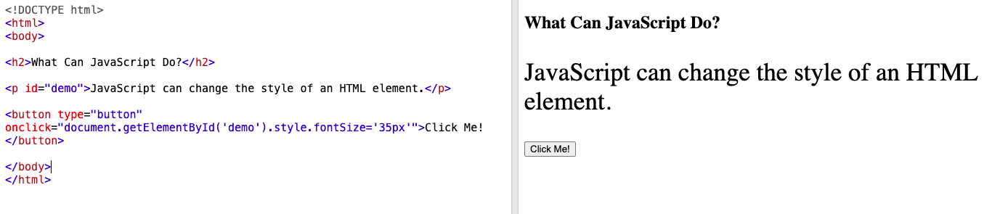 <!DOCTYPE html>
<html>
<body>
<h2>What Can JavaScript Do?</h2>
<p id="demo">JavaScript can change the style of an HTML element.</p>
<button type="button"
onclick="document.getElementById('demo').style.fontSize='35px'">Click Me!
</button>
</body>
</html>
What Can JavaScript Do?
JavaScript can change the style of an HTML
element.
Click Me!